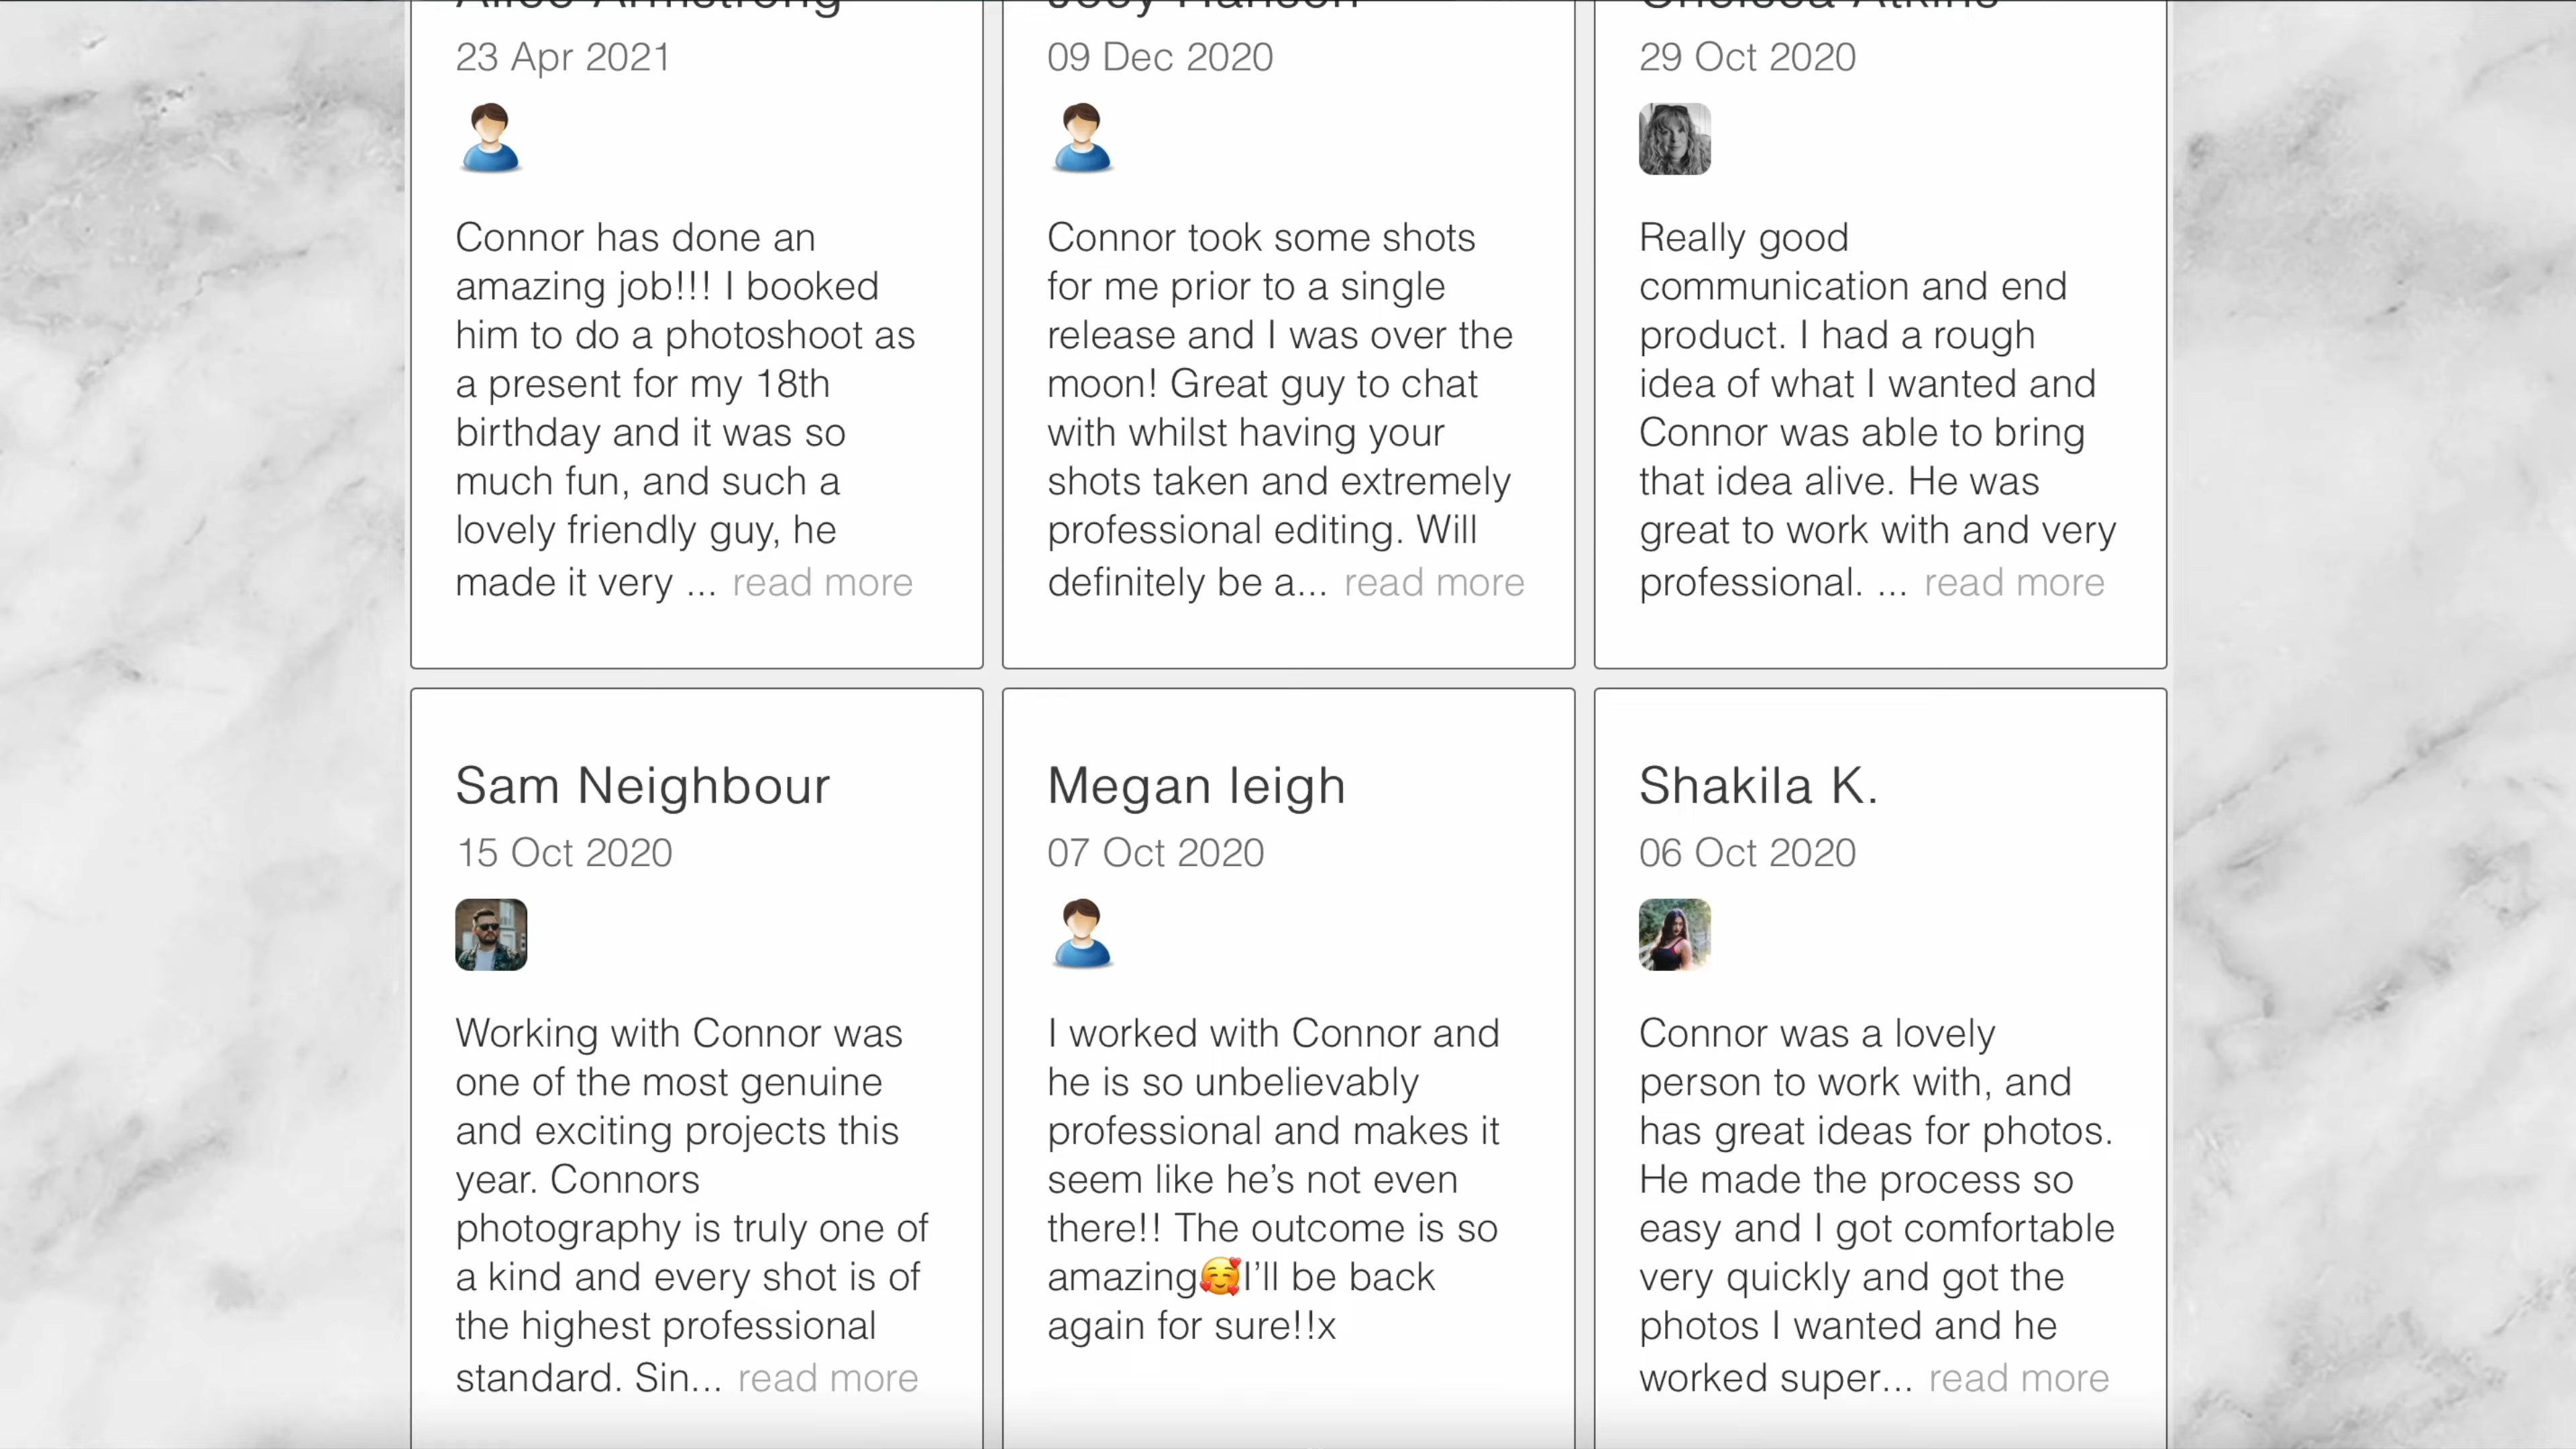 Alice Armstrong
23 Apr 2021
Connor has done an
amazing job!!! I booked
him to do a photoshoot as
a present for my 18th
birthday and it was so
much fun, and such a
lovely friendly guy, he
made it very ... read more
09 Dec 2020
Connor took some shots
for me prior to a single
release and I was over the
moon! Great guy to chat
with whilst having your
shots taken and extremely
professional editing. Will
definitely be a... read more
Chelsea Atkins
29 Oct 2020
Really good
communication and end
product. I had a rough
idea of what I wanted and
Connor was able to bring
that idea alive. He was
great to work with and very
professional. ... read more
Sam Neighbour
15 Oct 2020
Working with Connor was
one of the most genuine
and exciting projects this
year. Connors
photography is truly one of
a kind and every shot is of
the highest professional
standard. Sin... read more
Megan leigh
07 Oct 2020
I worked with Connor and
he is so unbelievably
professional and makes it
seem like he’s not even
there!! The outcome is so
amazing🥰I’ll be back
again for sure!!x
Shakila K.
06 Oct 2020
Connor was a lovely
person to work with, and
has great ideas for photos.
He made the process so
easy and I got comfortable
very quickly and got the
photos I wanted and he
worked super... read more